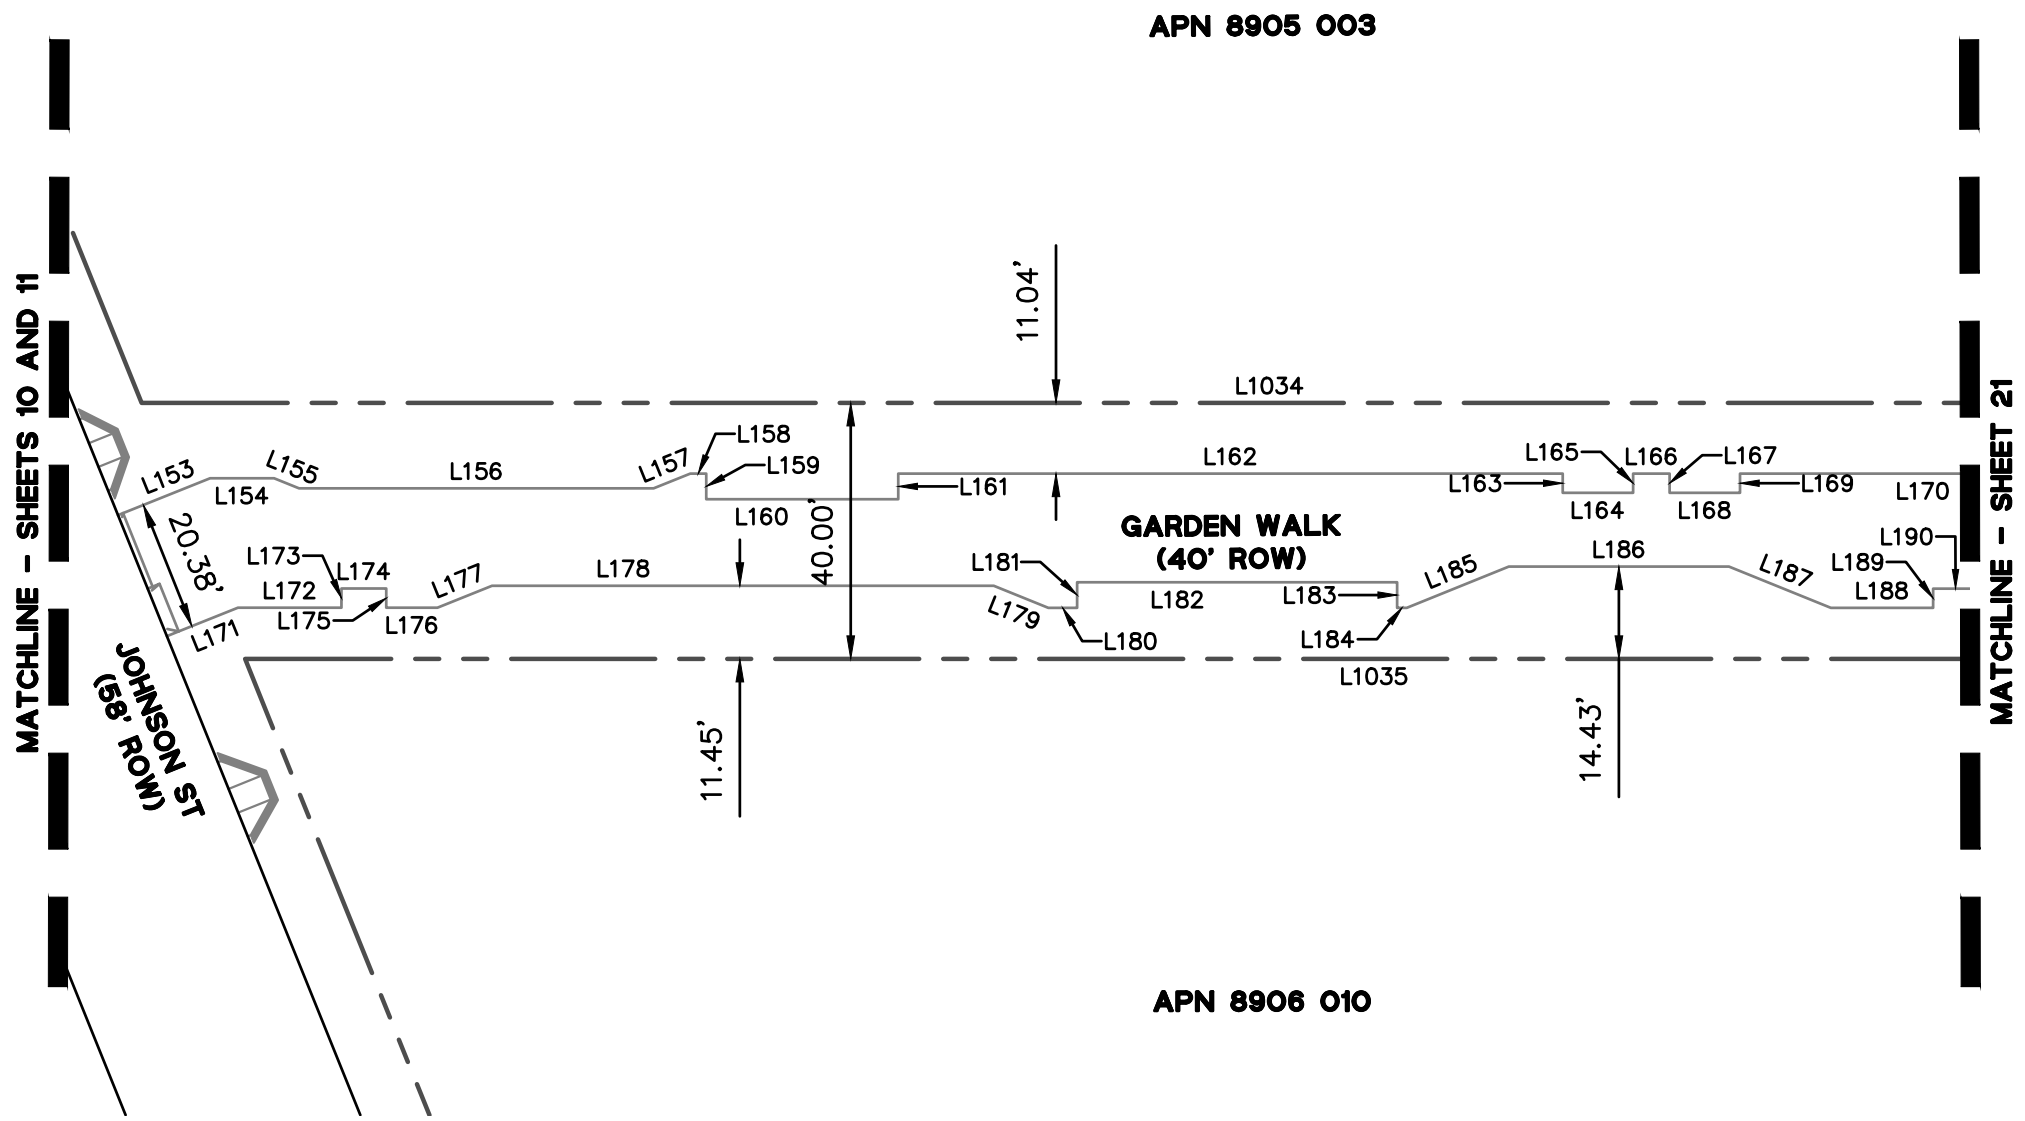 APN 8905 003
MATCHLINE - SHEETS 10 AND 11
11.04'
L1034
L158
L159
L153
L154
L155
L156
L157
L160
L161
L162
L163
L164
L165
L166
L167
L168
L169
L170
20.38'
40.00'
GARDEN WALK
(40' ROW)
L171
L172
L173
L174
L175
L176
L177
L178
L179
L180
L181
L182
L183
L184
L185
L186
L187
L188
L189
L190
L1035
JOHNSON ST
(58' ROW)
11.45'
14.43'
MATCHLINE - SHEET 21
APN 8906 010